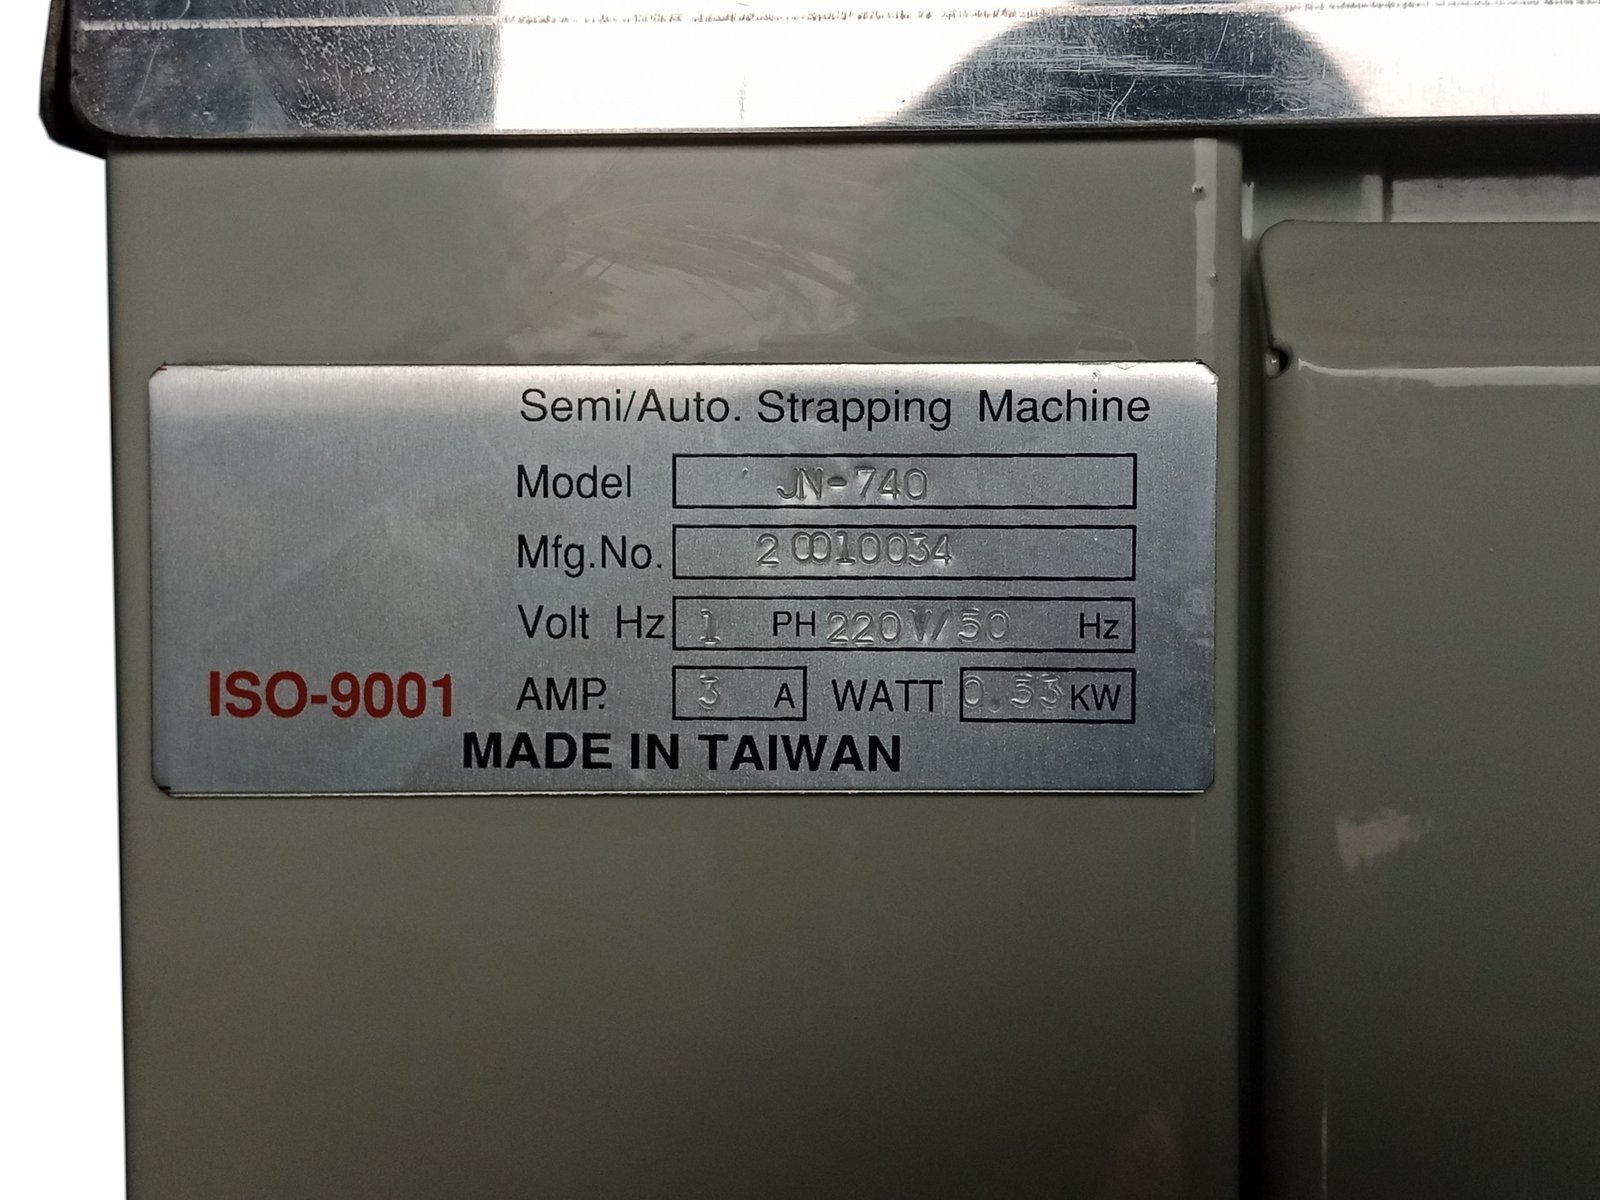 Semi/Auto. Strapping Machine
Model JN-740
Mfg.No. 20010034
Volt Hz 1 PH 220V/50 Hz
ISO-9001 AMP. 3 A WATT 0.53 KW
MADE IN TAIWAN